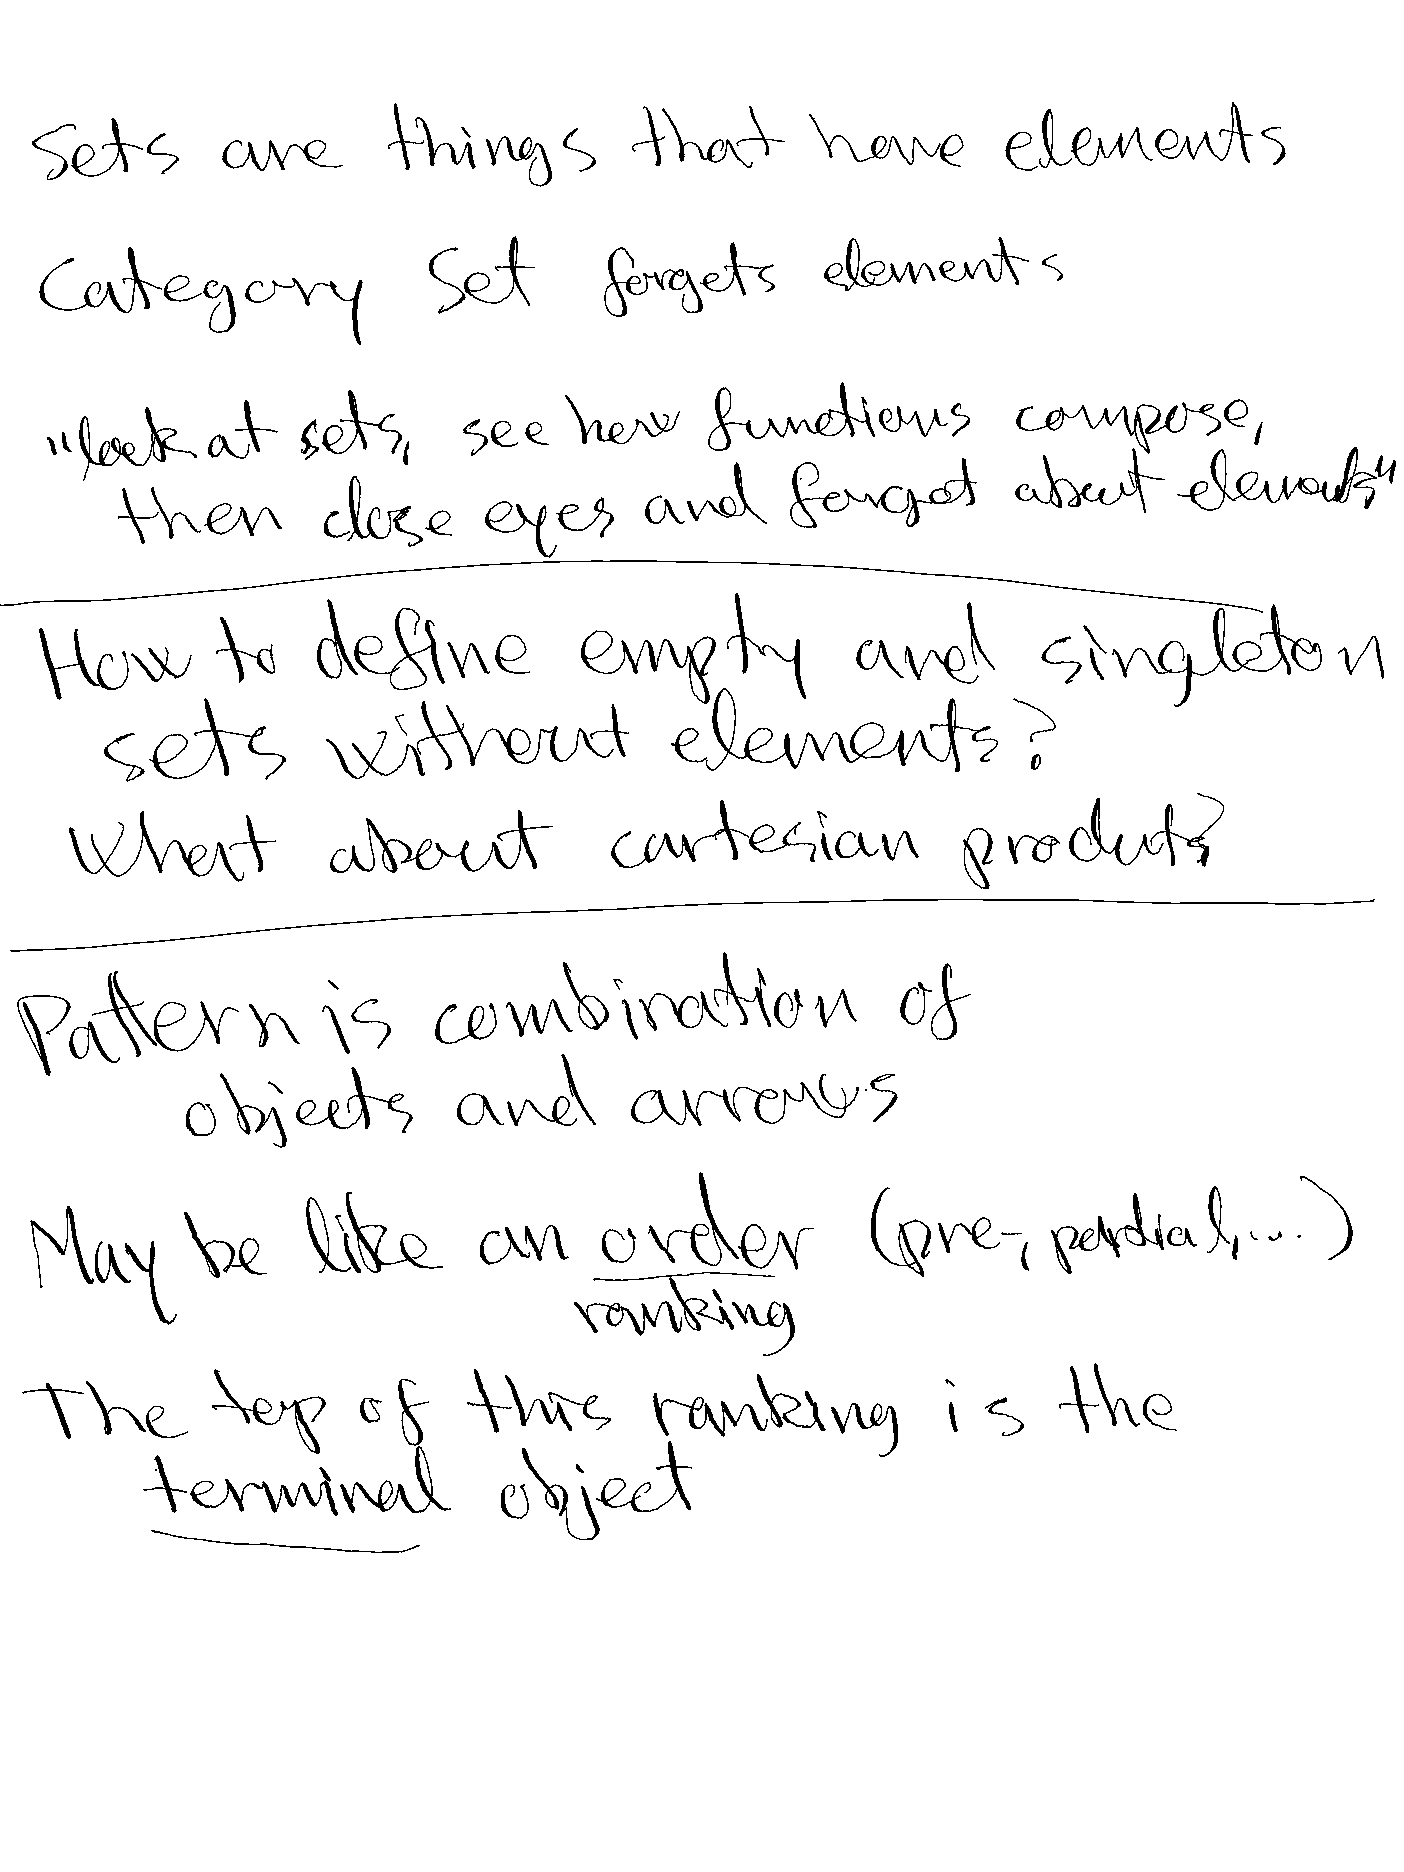 Sets are things that have elements
Category Set forgets elements
"look at sets, see how functions compose,
then close eyes and forget about elements"
How to define empty and singleton
sets without elements?
What about cartesian products?
Pattern is combination of
objects and arrows
May be like an order (pre-, partial, ...)
ranking
The top of this ranking is the
terminal object